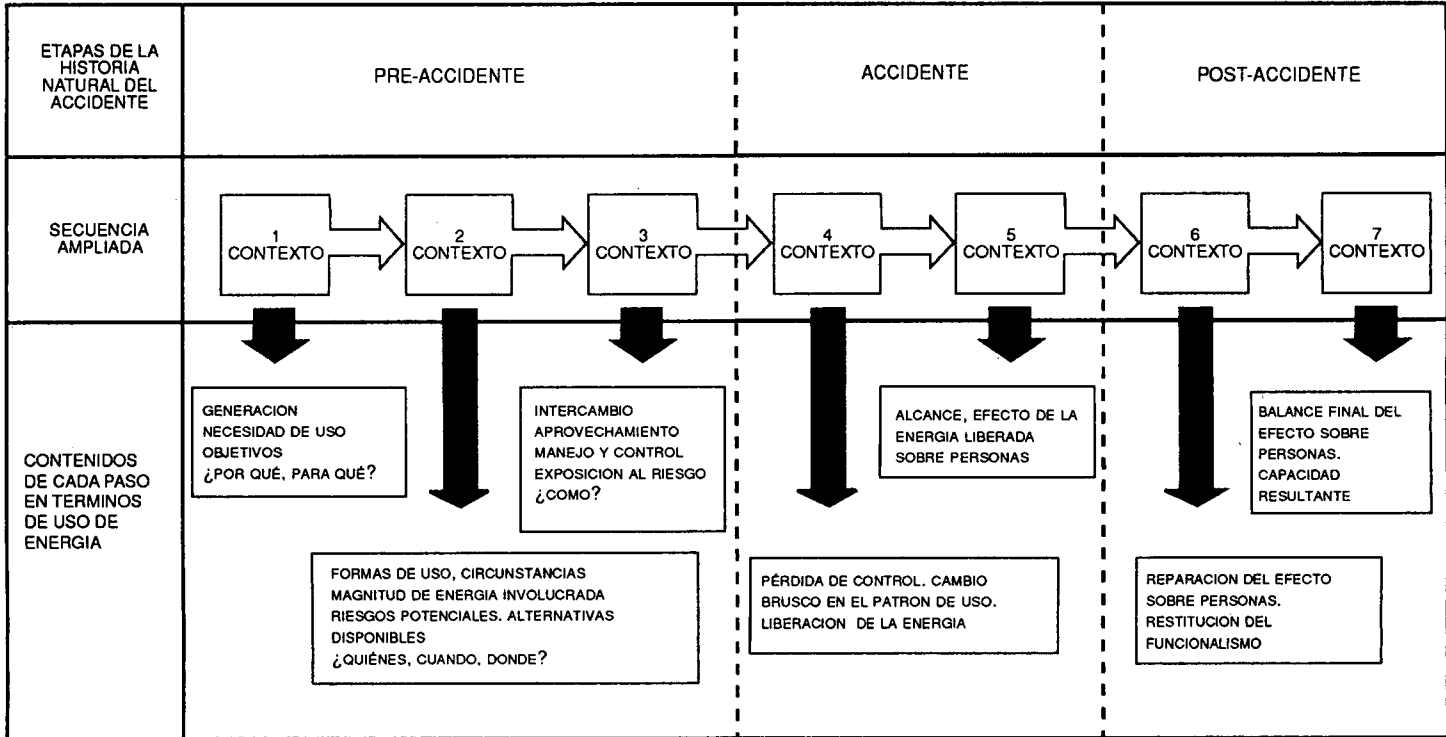 ETAPAS DE LA
HISTORIA
NATURAL DEL
ACCIDENTE
PRE-ACCIDENTE
ACCIDENTE
POST-ACCIDENTE
SECUENCIA
AMPLIADA
1
CONTEXTO
2
CONTEXTO
3
CONTEXTO
4
CONTEXTO
5
CONTEXTO
6
CONTEXTO
7
CONTEXTO
CONTENIDOS
DE CADA PASO
EN TERMINOS
DE USO DE
ENERGIA
GENERACION
NECESIDAD DE USO
OBJETIVOS
¿POR QUÉ, PARA QUÉ?
FORMAS DE USO, CIRCUNSTANCIAS
MAGNITUD DE ENERGIA INVOLUCRADA
RIESGOS POTENCIALES. ALTERNATIVAS
DISPONIBLES
¿QUIÉNES, CUANDO, DONDE?
INTERCAMBIO
APROVECHAMIENTO
MANEJO Y CONTROL
EXPOSICION AL RIESGO
¿COMO?
PÉRDIDA DE CONTROL. CAMBIO
BRUSCO EN EL PATRON DE USO.
LIBERACION DE LA ENERGIA
ALCANCE, EFECTO DE LA
ENERGIA LIBERADA
SOBRE PERSONAS
REPARACION DEL EFECTO
SOBRE PERSONAS.
RESTITUCION DEL
FUNCIONALISMO
BALANCE FINAL DEL
EFECTO SOBRE
PERSONAS.
CAPACIDAD
RESULTANTE